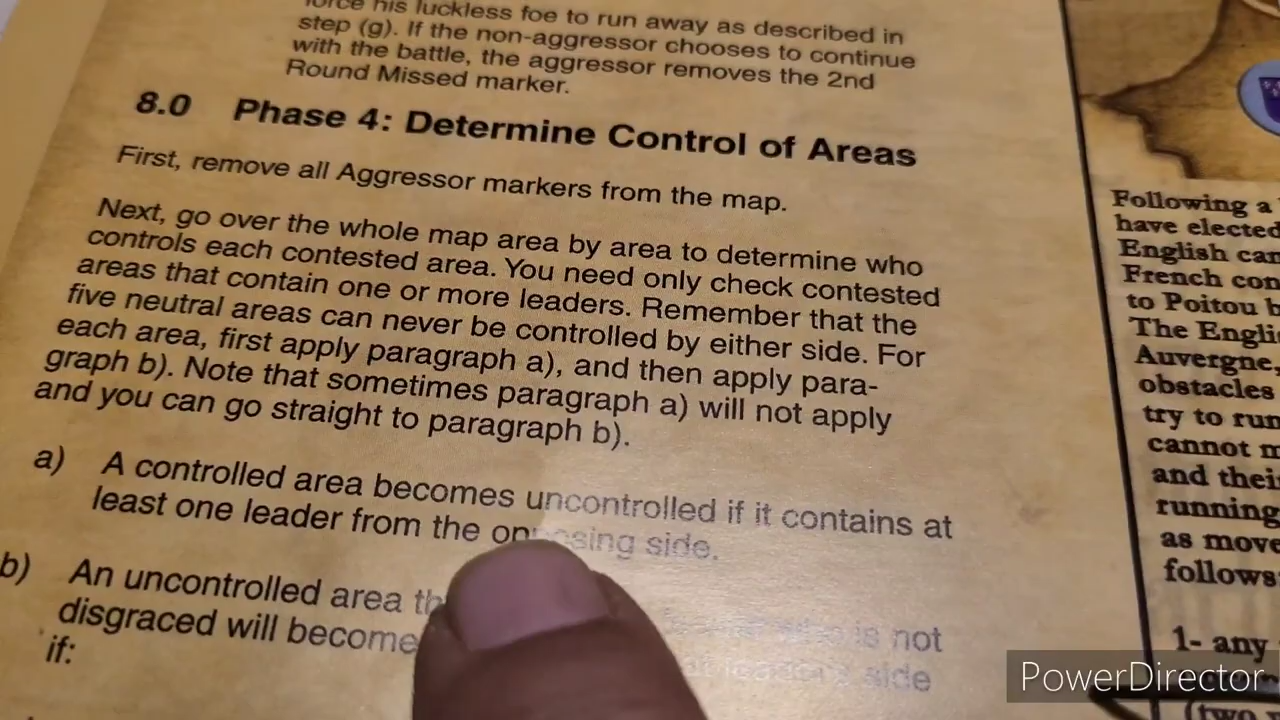 force his luckless foe to run away as described in
step (g). If the non-aggressor chooses to continue
with the battle, the aggressor removes the 2nd
Round Missed marker.
8.0 Phase 4: Determine Control of Areas
First, remove all Aggressor markers from the map.
Next, go over the whole map area by area to determine who
controls each contested area. You need only check contested
areas that contain one or more leaders. Remember that the
five neutral areas can never be controlled by either side. For
each area, first apply paragraph a), and then apply para-
graph b). Note that sometimes paragraph a) will not apply
and you can go straight to paragraph b).
a) A controlled area becomes uncontrolled if it contains at
least one leader from the opposing side.
b) An uncontrolled area
disgraced will become
is not
leader's side
if:
Following a
have elected
English
French
to Poitou
The
Auvergne,
obstacles
try to run
cannot
and their
running
as move
follows
1- any
(two
PowerDirector